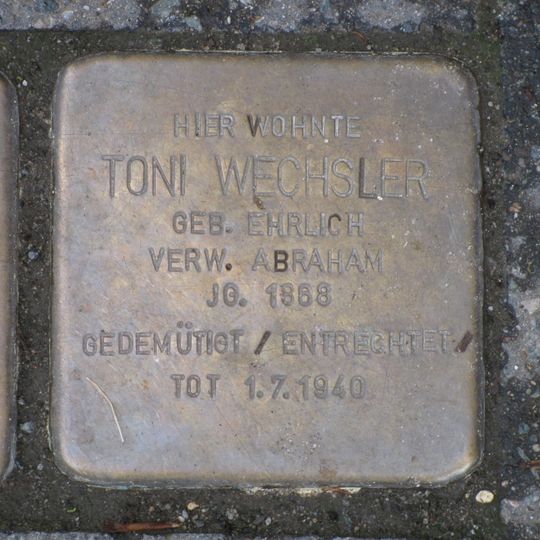 HIER WOHNTE
TONI WECHSLER
GEB. EHRLICH
VERW. ABRAHAM
JG. 1868
GEDEMÜTIGT / ENTRECHTET /
TOT 1.7.1940